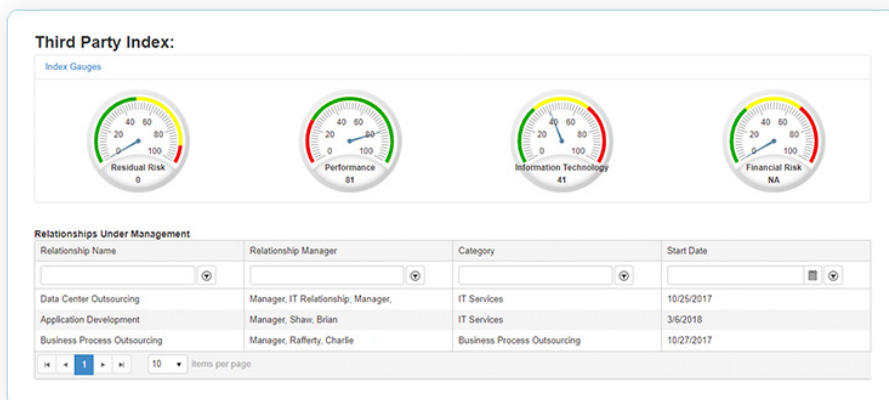 Third Party Index:
Index Gauges
0 20 40 60 80 100
Residual Risk
0
0 20 40 60 80 100
Performance
81
0 20 40 60 80 100
Information Technology
41
0 20 40 60 80 100
Financial Risk
NA
Relationships Under Management
Relationship Name Relationship Manager Category Start Date
Data Center Outsourcing Manager, IT Relationship, Manager, IT Services 10/25/2017
Application Development Manager, Shaw, Brian IT Services 3/6/2018
Business Process Outsourcing Manager, Rafferty, Charlie Business Process Outsourcing 10/27/2017
1 10 items per page